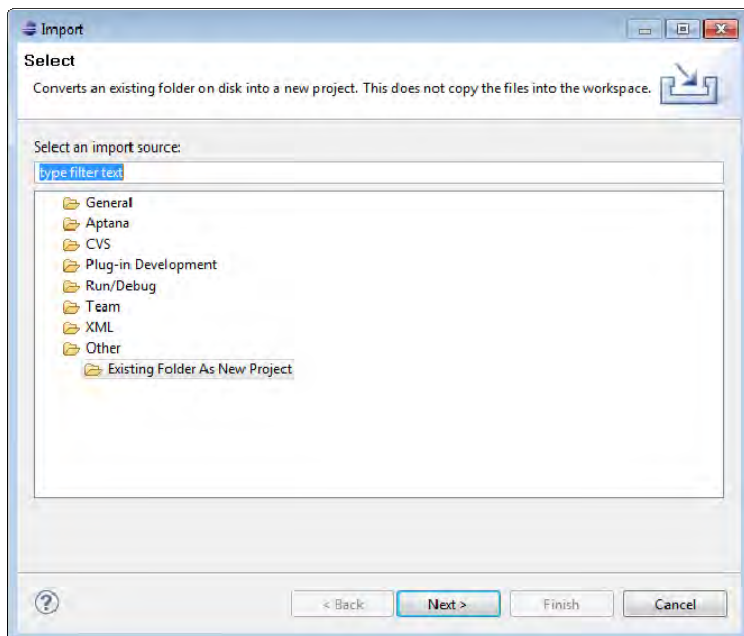 Import
Select
Converts an existing folder on disk into a new project. This does not copy the files into the workspace.
Select an import source:
type filter text
General
Aptana
CVS
Plug-in Development
Run/Debug
Team
XML
Other
Existing Folder As New Project
?
< Back Next > Finish Cancel